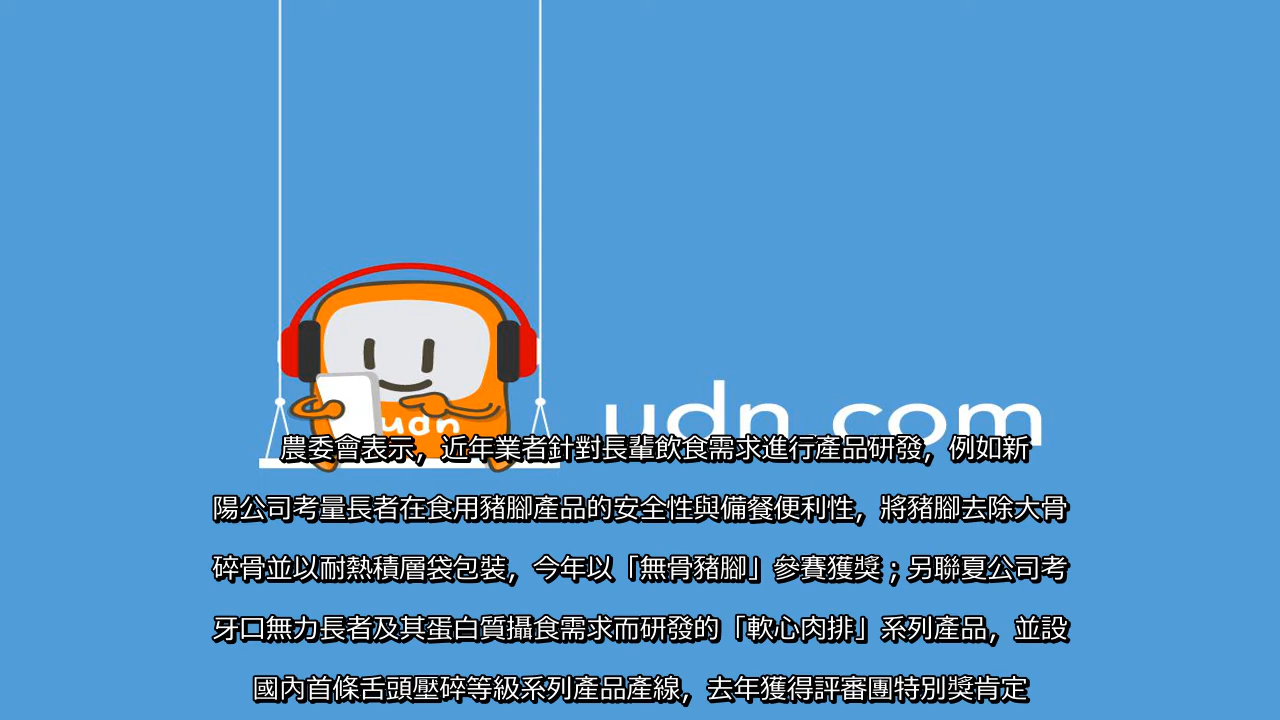 udn.com
udn
農委會表示，近年業者針對長輩飲食需求進行產品研發，例如新
陽公司考量長者在食用豬腳產品的安全性與備餐便利性，將豬腳去除大骨
碎骨並以耐熱積層袋包裝，今年以「無骨豬腳」參賽獲獎；另聯夏公司考
牙口無力長者及其蛋白質攝食需求而研發的「軟心肉排」系列產品，並設
國內首條舌頭壓碎等級系列產品產線，去年獲得評審團特別獎肯定